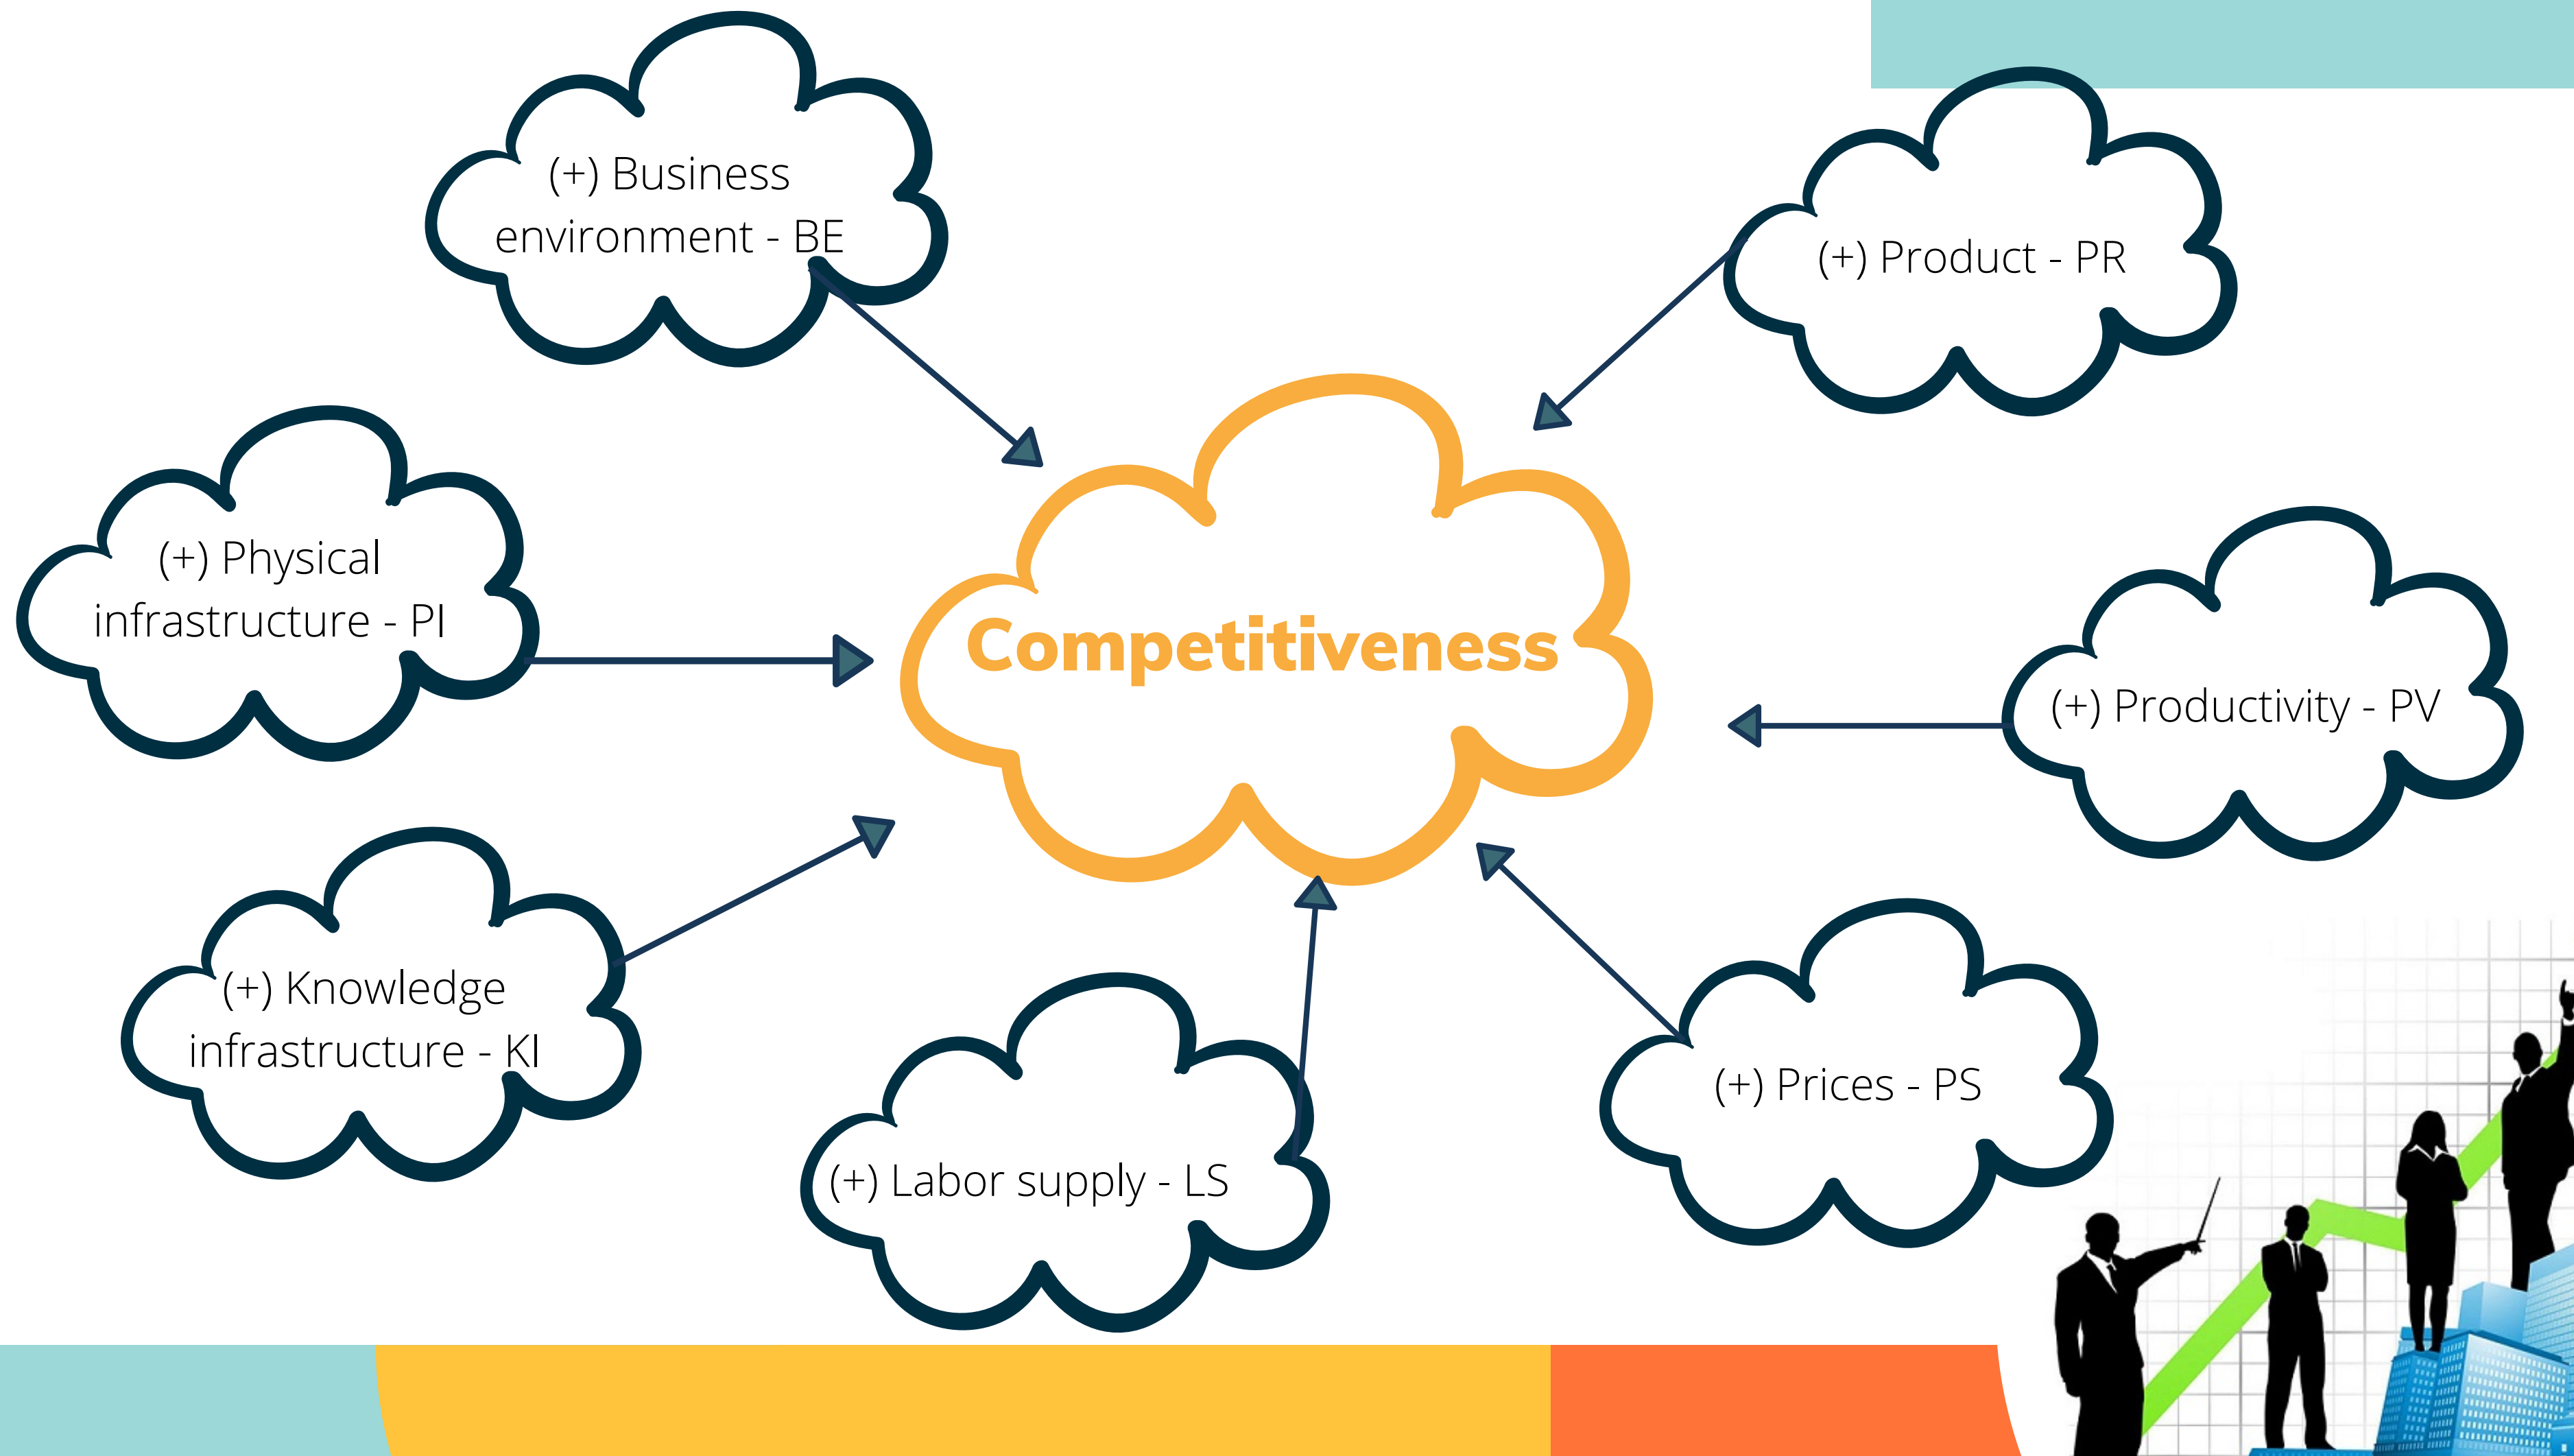 (+) Business
environment - BE
(+) Product - PR
(+) Physical
infrastructure - PI
Competitiveness
(+) Productivity - PV
(+) Knowledge
infrastructure - KI
(+) Prices - PS
(+) Labor supply - LS